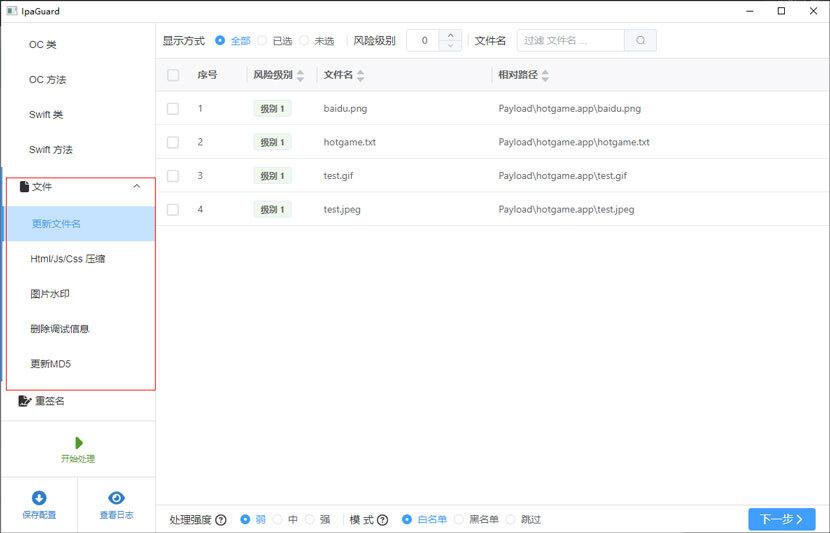 IpaGuard
OC 类
OC 方法
Swift 类
Swift 方法
文件
更新文件名
Html/Js/Css 压缩
图片水印
删除调试信息
更新MD5
重签名
开始处理
保存配置 查看日志
显示方式 全部 已选 未选 风险级别 0 文件名 过滤 文件名 ...
序号 风险级别 文件名 相对路径
1 级别 1 baidu.png Payload\hotgame.app\baidu.png
2 级别 1 hotgame.txt Payload\hotgame.app\hotgame.txt
3 级别 1 test.gif Payload\hotgame.app\test.gif
4 级别 1 test.jpeg Payload\hotgame.app\test.jpeg
处理强度 弱 中 强 模 式 白名单 黑名单 跳过 下一步